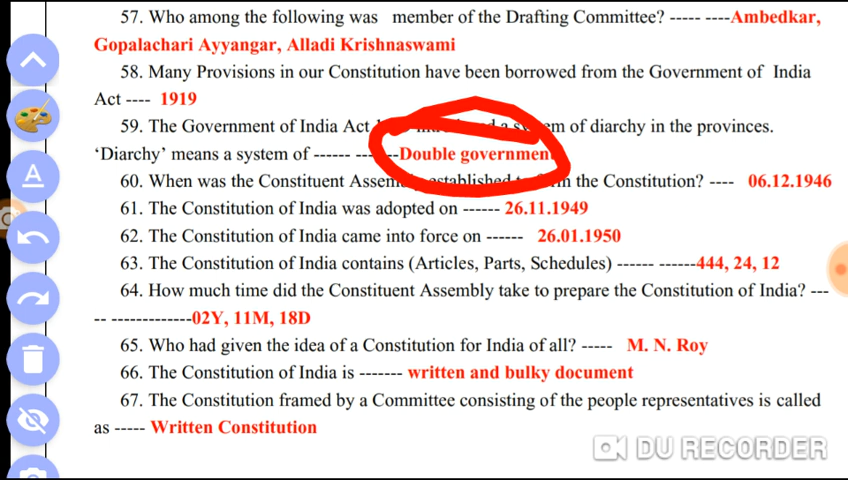 57. Who among the following was member of the Drafting Committee? ----- ----Ambedkar,
Gopalachari Ayyangar, Alladi Krishnaswami
58. Many Provisions in our Constitution have been borrowed from the Government of India
Act ---- 1919
59. The Government of India Act of diarchy in the provinces.
‘Diarchy’ means a system of ------ ------Double government
60. When was the Constituent Assembly established to form the Constitution? ---- 06.12.1946
61. The Constitution of India was adopted on ------ 26.11.1949
62. The Constitution of India came into force on ------ 26.01.1950
63. The Constitution of India contains (Articles, Parts, Schedules) ------ ------444, 24, 12
64. How much time did the Constituent Assembly take to prepare the Constitution of India? ---
-- -------------02Y, 11M, 18D
65. Who had given the idea of a Constitution for India of all? ----- M. N. Roy
66. The Constitution of India is ------- written and bulky document
67. The Constitution framed by a Committee consisting of the people representatives is called
as ----- Written Constitution
A
DU RECORDER